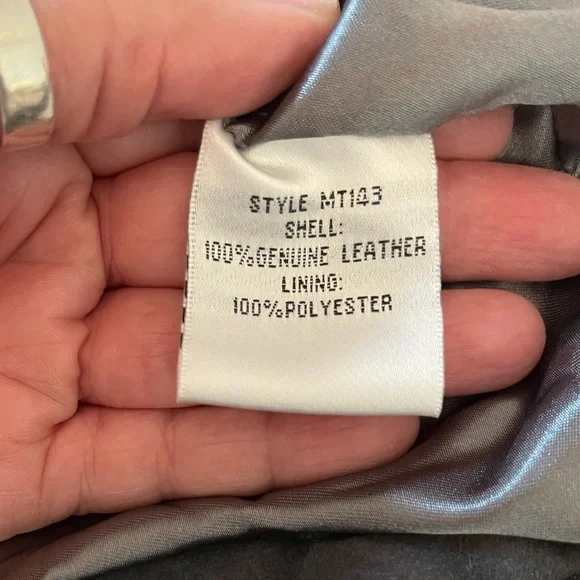 STYLE MT143
SHELL:
100%GENUINE LEATHER
LINING:
100%POLYESTER